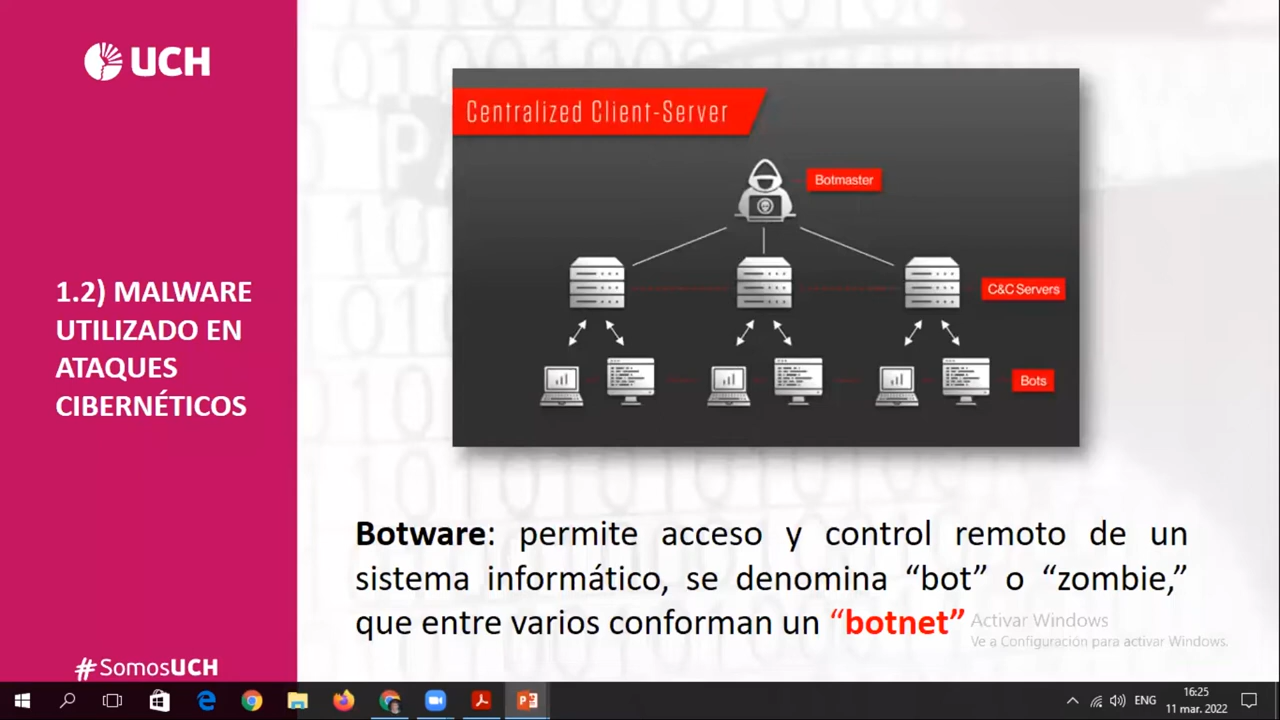 UCH
1.2) MALWARE
UTILIZADO EN
ATAQUES
CIBERNÉTICOS
#SomosUCH
Centralized Client-Server
Botmaster
C&C Servers
Bots
Botware: permite acceso y control remoto de un
sistema informático, se denomina “bot” o “zombie,”
que entre varios conforman un “botnet”
Activar Windows
Ve a Configuración para activar Windows.
ENG
16:25
11 mar. 2022